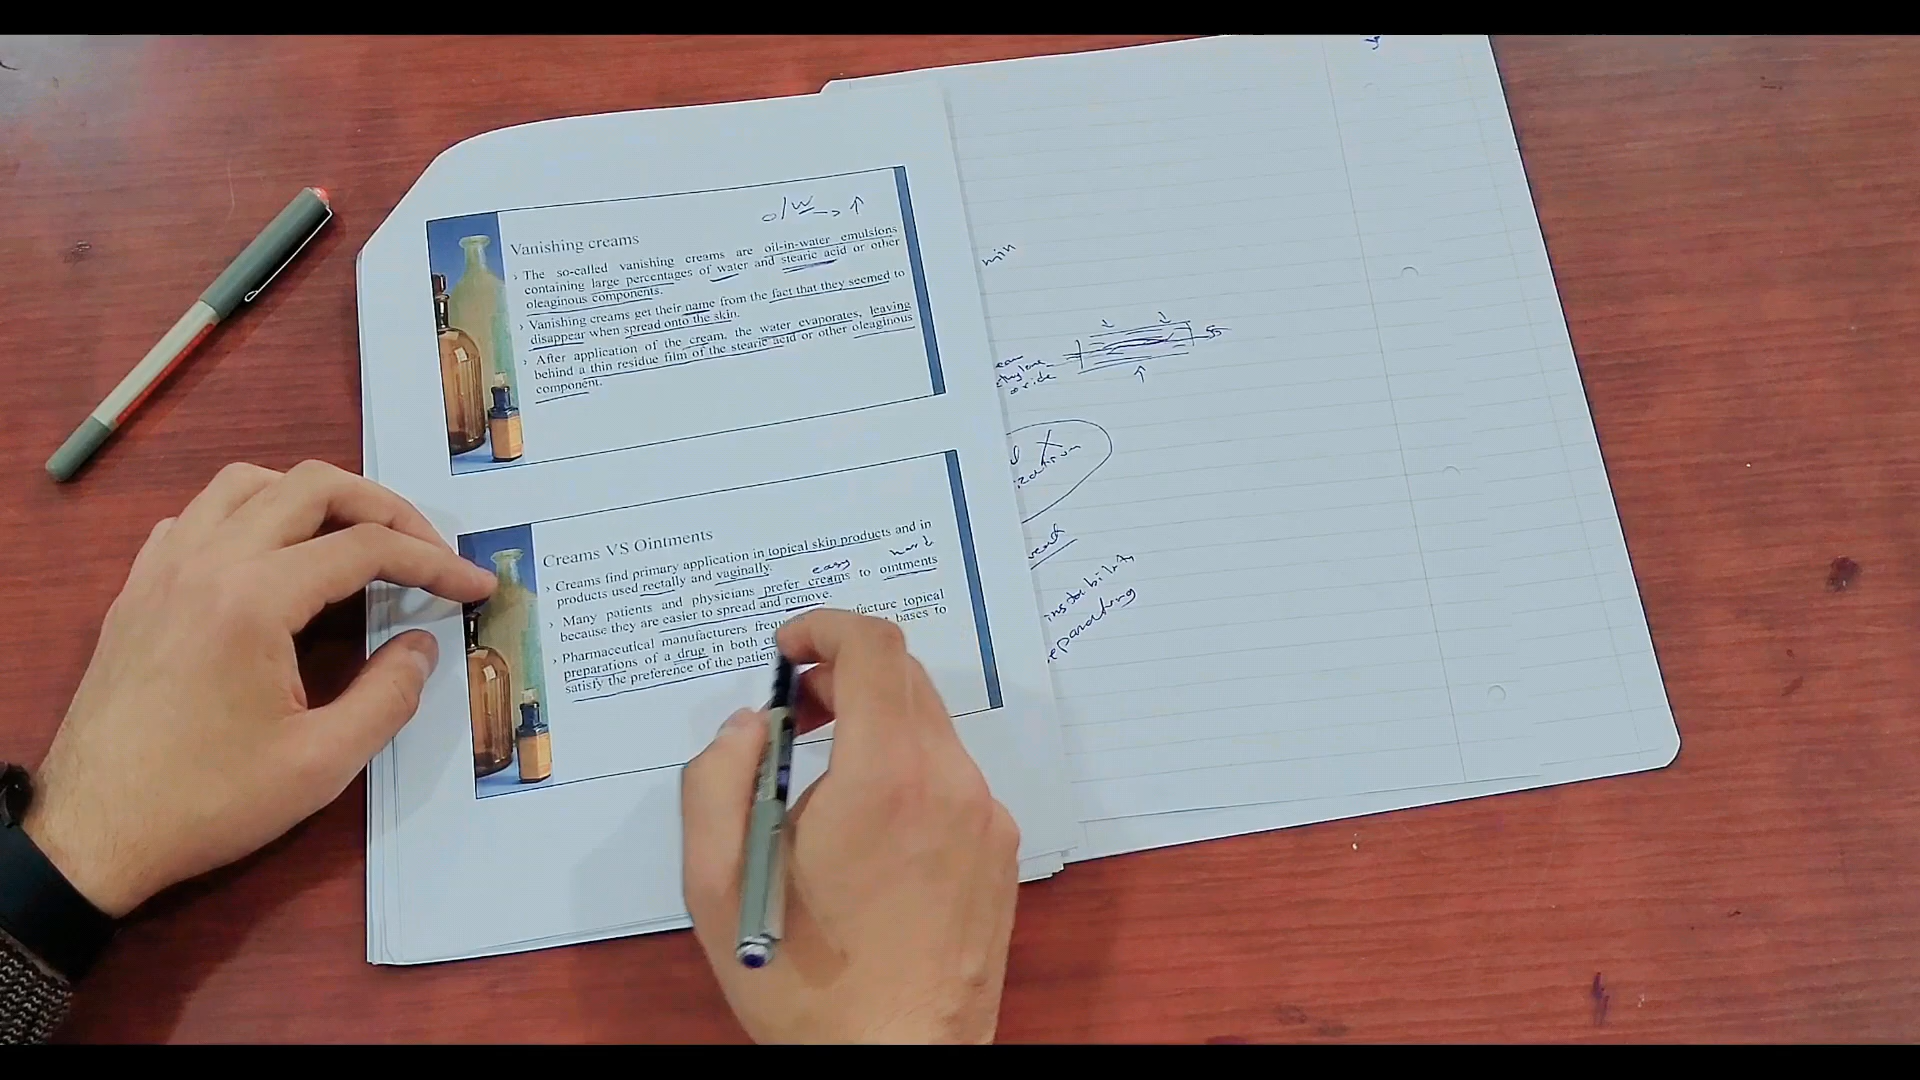 o/w → ↑
Vanishing creams
› The so-called vanishing creams are oil-in-water emulsions
containing large percentages of water and stearic acid or other
oleaginous components.
› Vanishing creams get their name from the fact that they seemed to
disappear when spread onto the skin.
› After application of the cream, the water evaporates, leaving
behind a thin residue film of the stearic acid or other oleaginous
component.
Creams VS Ointments
› Creams find primary application in topical skin products and in
products used rectally and vaginally.
easy hard
› Many patients and physicians prefer creams to ointments
because they are easier to spread and remove.
› Pharmaceutical manufacturers topical
preparations of a drug in both bases to
satisfy the preference of the patient
min
55
oxide
instability